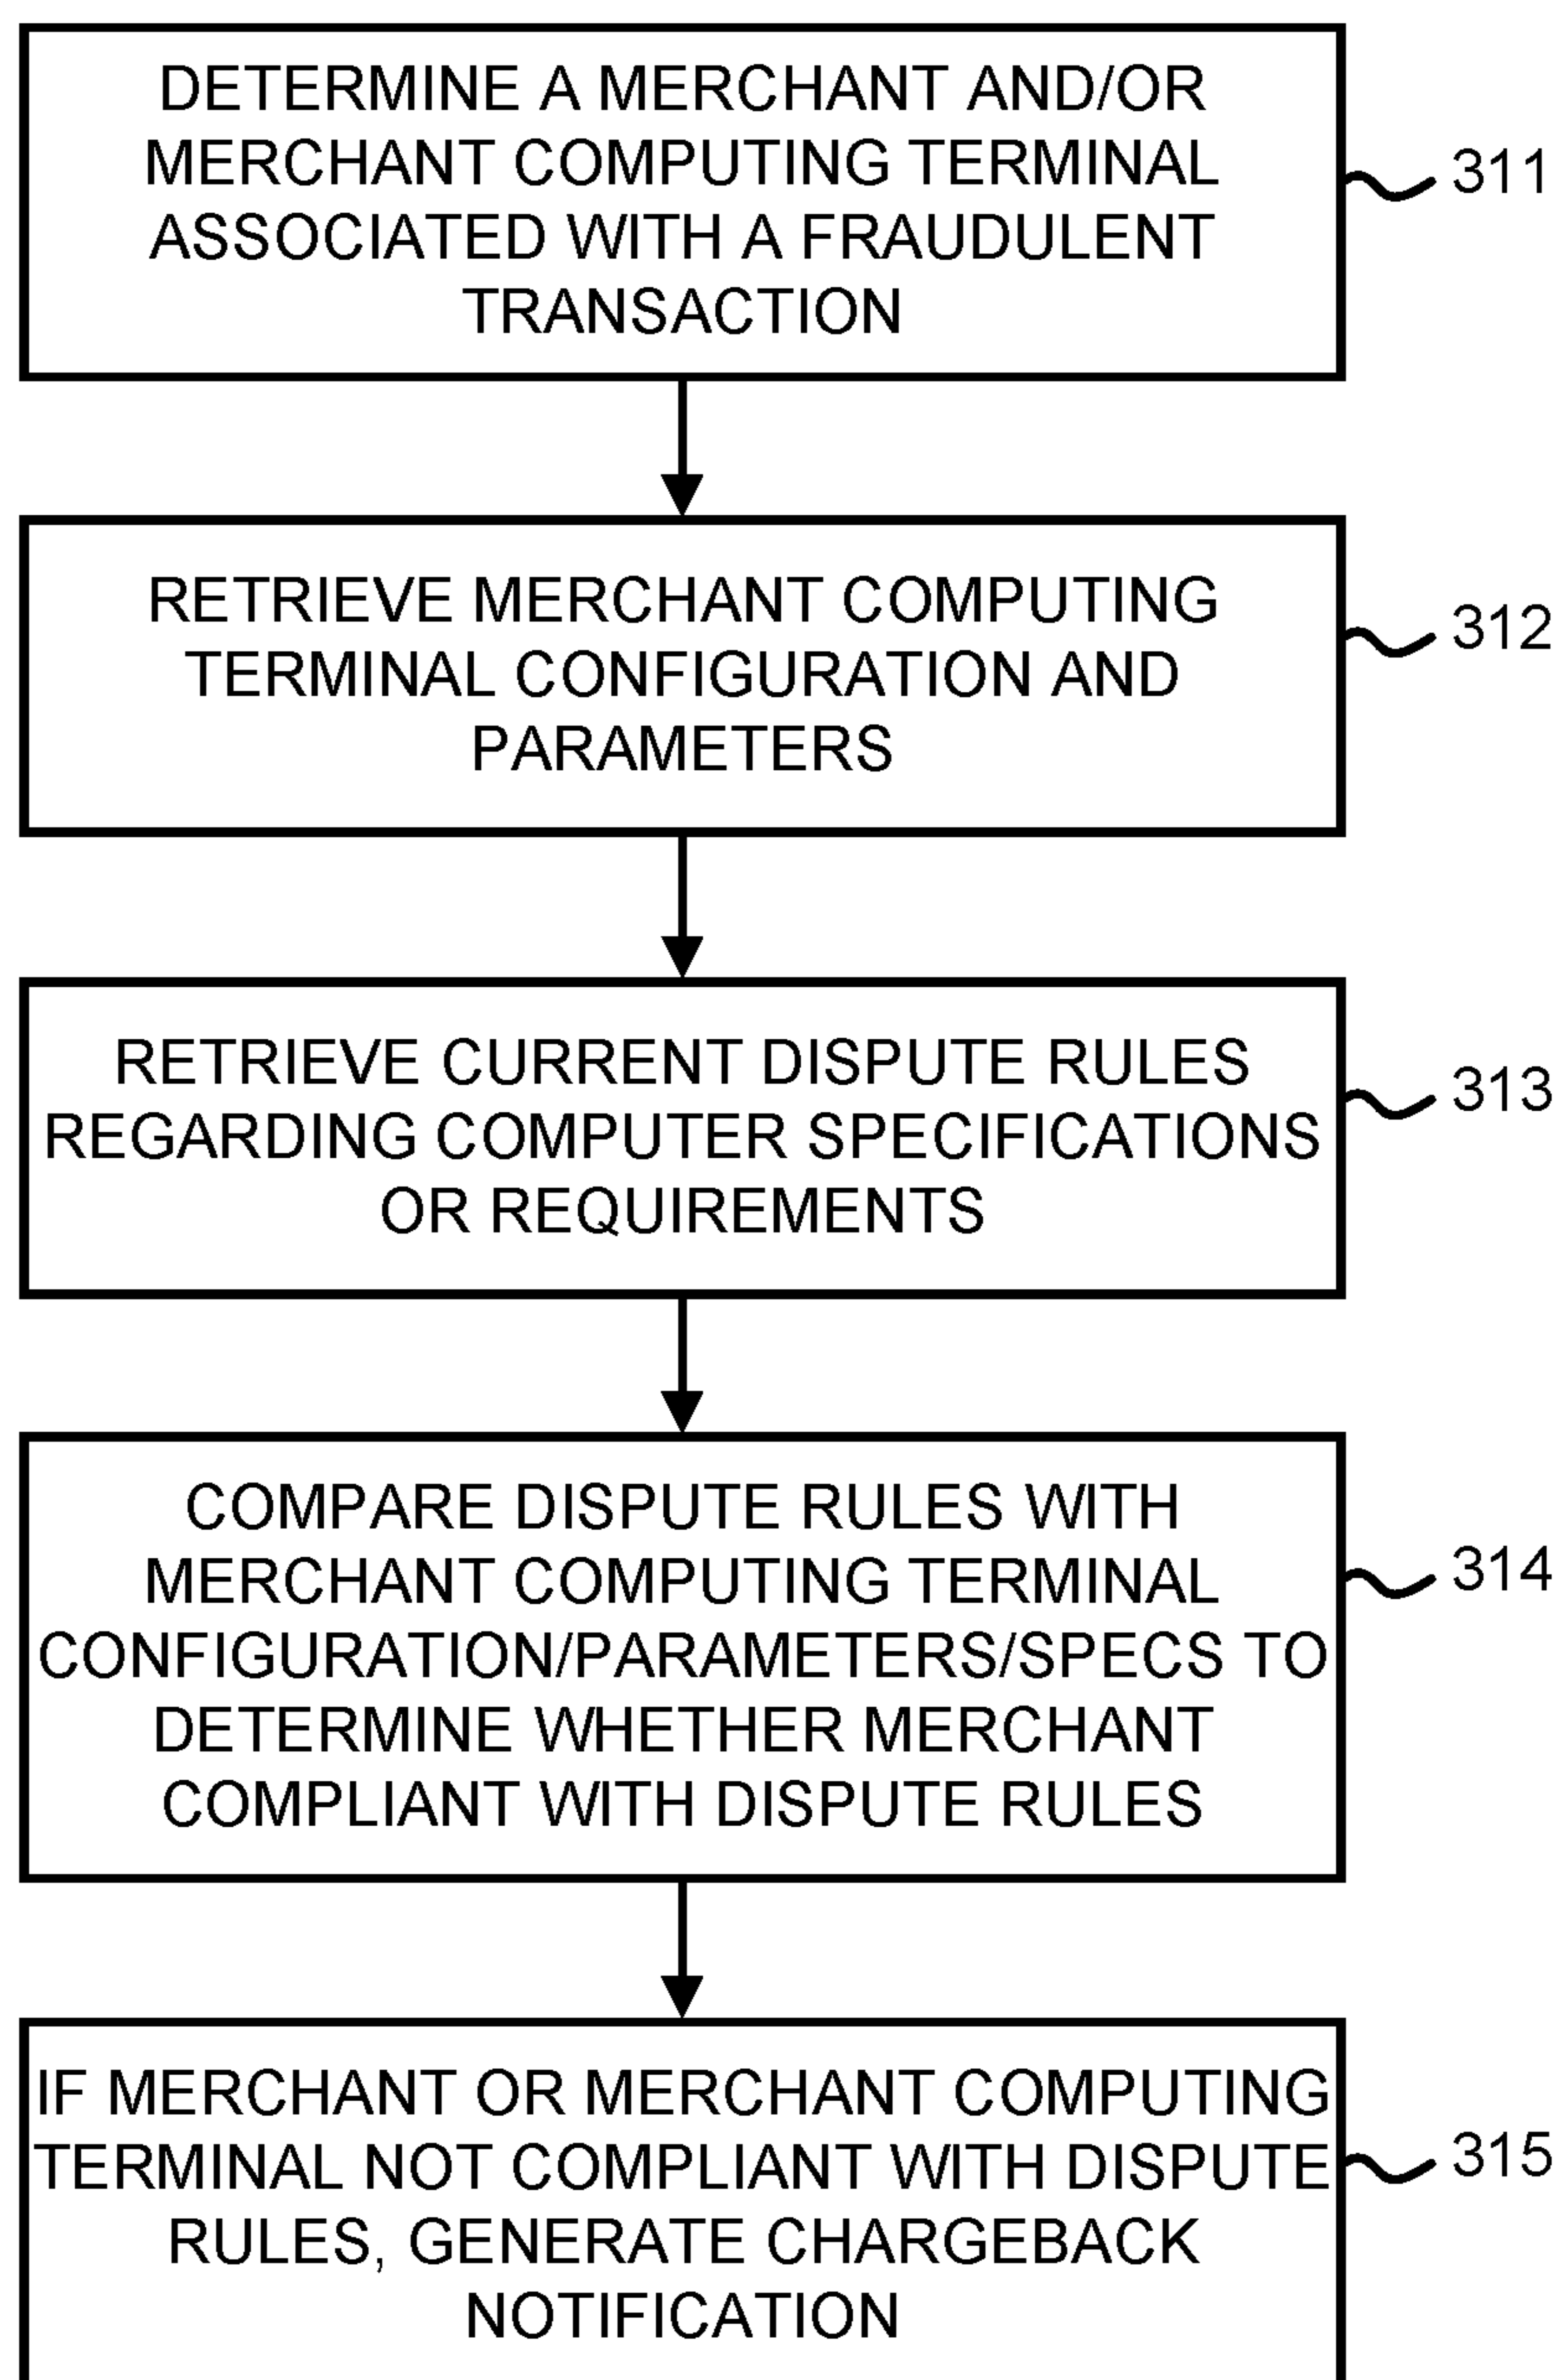 DETERMINE A MERCHANT AND/OR
MERCHANT COMPUTING TERMINAL
ASSOCIATED WITH A FRAUDULENT
TRANSACTION
311
RETRIEVE MERCHANT COMPUTING
TERMINAL CONFIGURATION AND
PARAMETERS
312
RETRIEVE CURRENT DISPUTE RULES
REGARDING COMPUTER SPECIFICATIONS
OR REQUIREMENTS
313
COMPARE DISPUTE RULES WITH
MERCHANT COMPUTING TERMINAL
CONFIGURATION/PARAMETERS/SPECS TO
DETERMINE WHETHER MERCHANT
COMPLIANT WITH DISPUTE RULES
314
IF MERCHANT OR MERCHANT COMPUTING
TERMINAL NOT COMPLIANT WITH DISPUTE
RULES, GENERATE CHARGEBACK
NOTIFICATION
315